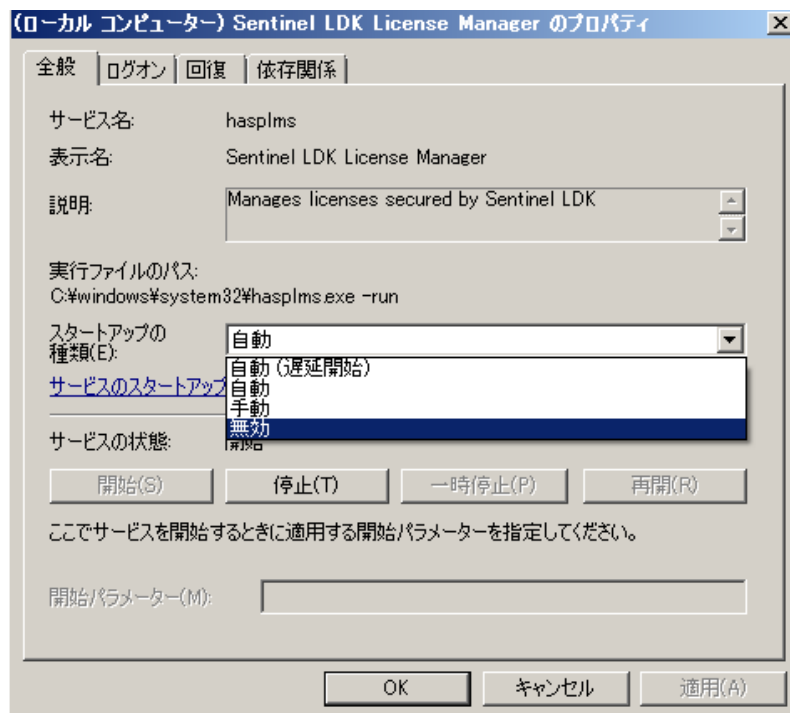 (ローカル コンピューター) Sentinel LDK License Manager のプロパティ
全般 ログオン 回復 依存関係
サービス名: hasplms
表示名: Sentinel LDK License Manager
説明: Manages licenses secured by Sentinel LDK
実行ファイルのパス:
C:¥windows¥system32¥hasplms.exe -run
スタートアップの
種類(E): 自動
自動 (遅延開始)
サービスのスタートアップ 自動
手動
無効
サービスの状態: 開始
開始(S) 停止(T) 一時停止(P) 再開(R)
ここでサービスを開始するときに適用する開始パラメーターを指定してください。
開始パラメーター(M):
OK キャンセル 適用(A)